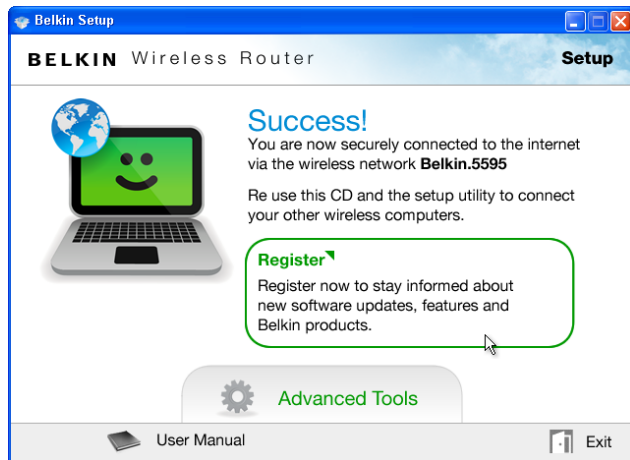 Belkin Setup
BELKIN Wireless Router
Setup
Success!
You are now securely connected to the internet
via the wireless network Belkin.5595
Re use this CD and the setup utility to connect
your other wireless computers.
Register
Register now to stay informed about
new software updates, features and
Belkin products.
Advanced Tools
User Manual
Exit